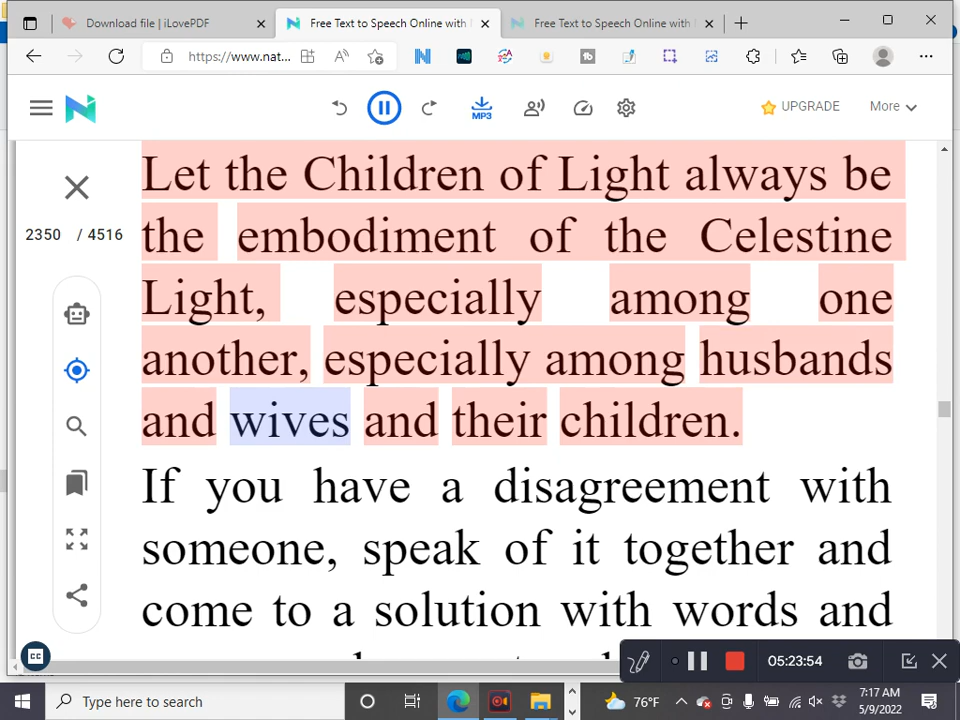 Download file | iLovePDF
Free Text to Speech Online with
Free Text to Speech Online with
https://www.nat...
MP3
UPGRADE
More
2350 / 4516
Let the Children of Light always be
the embodiment of the Celestine
Light, especially among one
another, especially among husbands
and wives and their children.
If you have a disagreement with
someone, speak of it together and
come to a solution with words and
CC
05:23:54
Type here to search
76°F
7:17 AM
5/9/2022